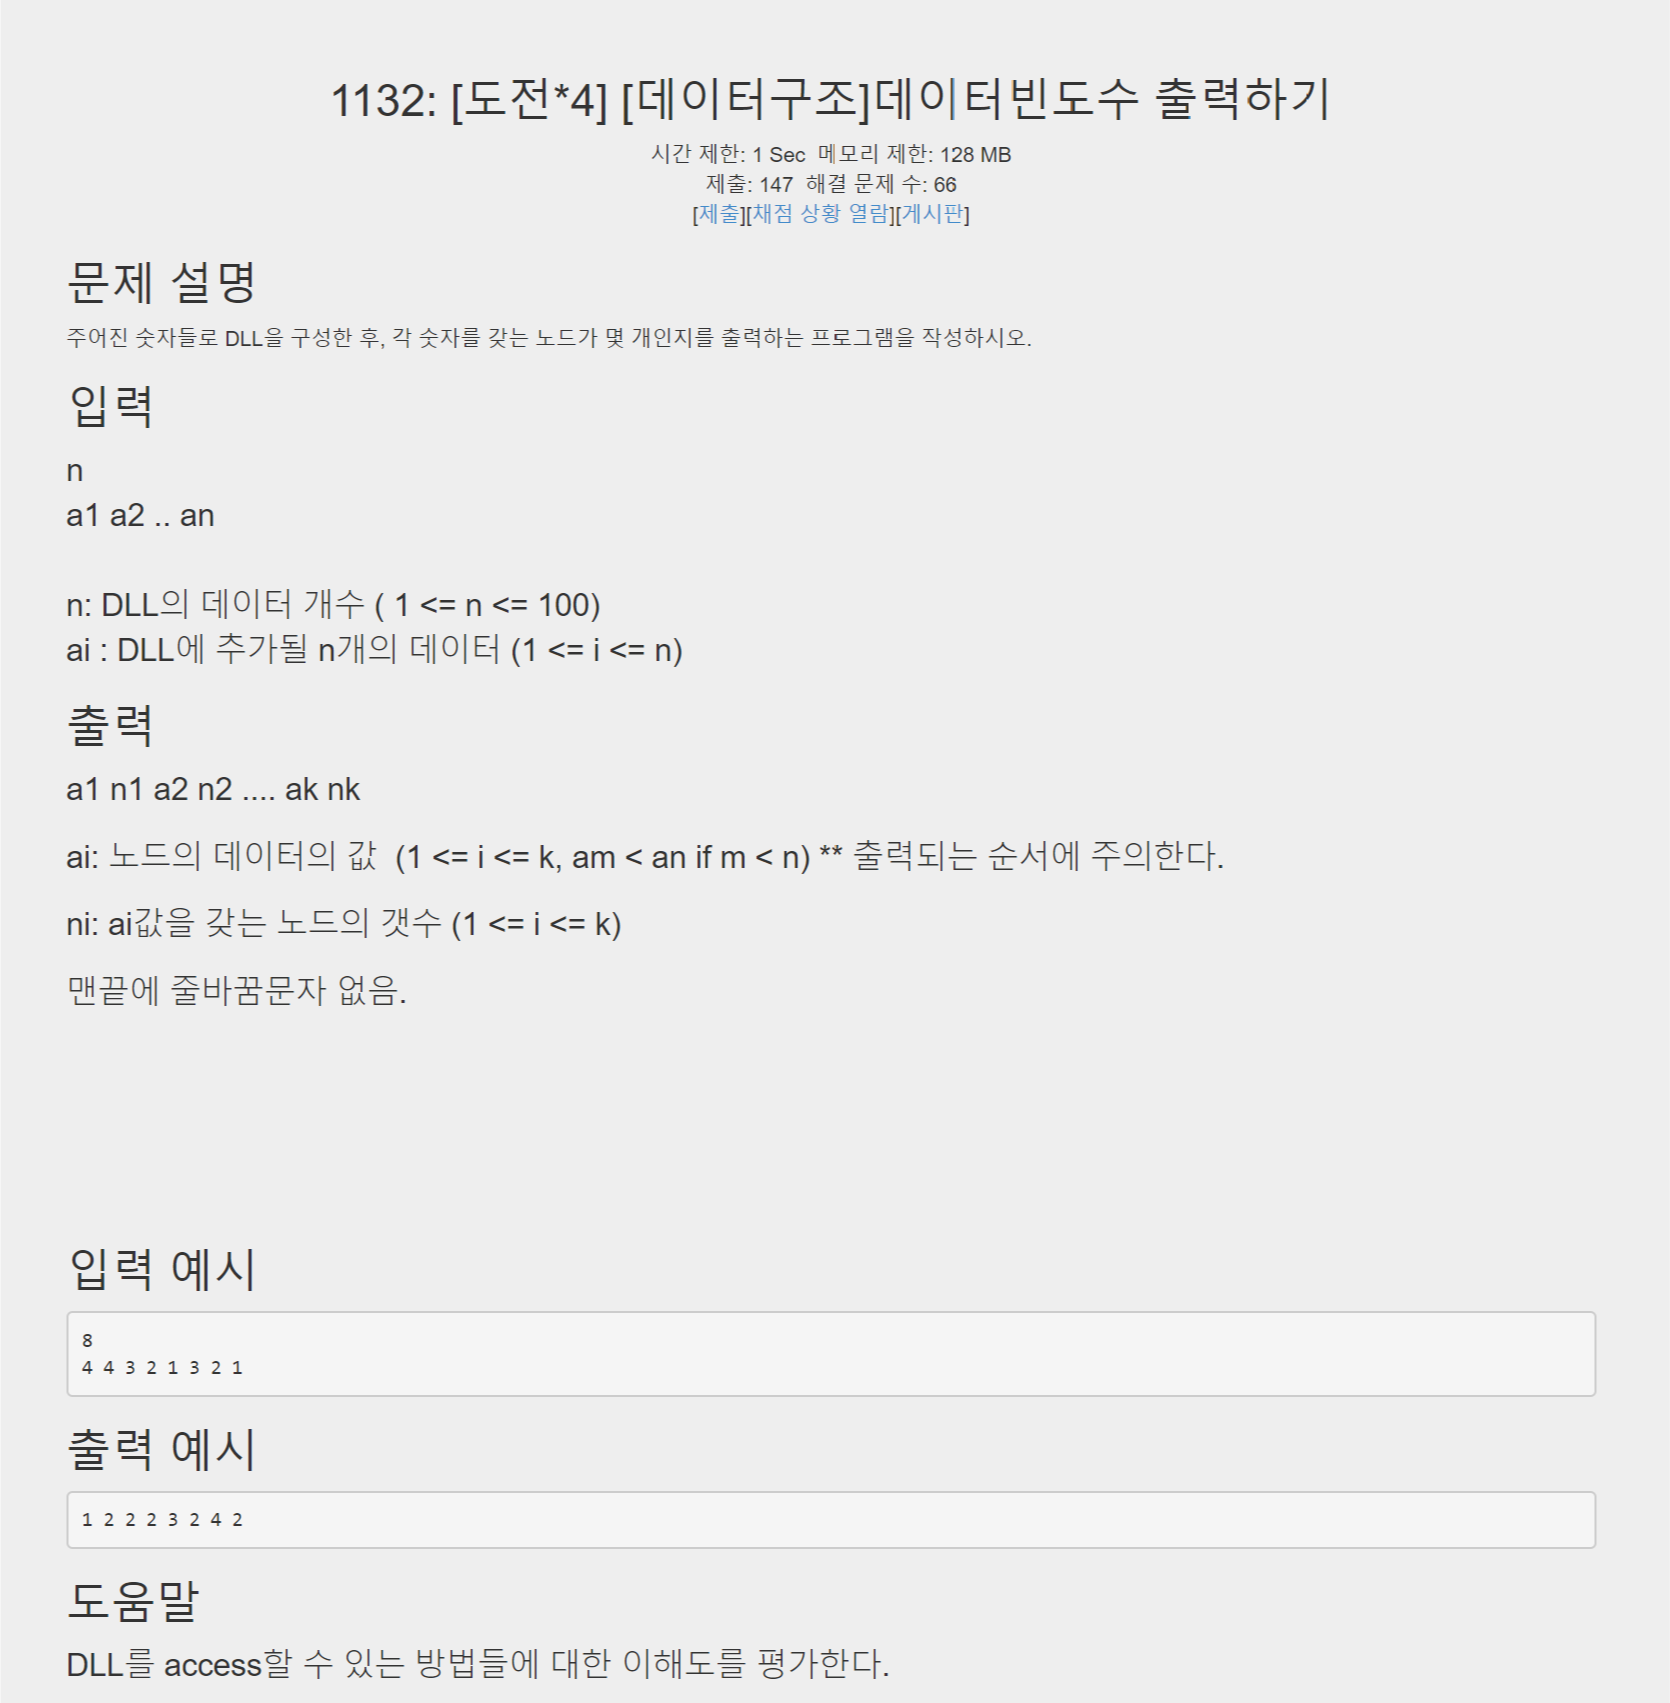 1132: [도전*4] [데이터구조]데이터빈도수 출력하기
시간 제한: 1 Sec  메모리 제한: 128 MB
제출: 147  해결 문제 수: 66
[제출][채점 상황 열람][게시판]
문제 설명
주어진 숫자들로 DLL을 구성한 후, 각 숫자를 갖는 노드가 몇 개인지를 출력하는 프로그램을 작성하시오.
입력
n
a1 a2 .. an
n: DLL의 데이터 개수 ( 1 <= n <= 100)
ai : DLL에 추가될 n개의 데이터 (1 <= i <= n)
출력
a1 n1 a2 n2 .... ak nk
ai: 노드의 데이터의 값  (1 <= i <= k, am < an if m < n) ** 출력되는 순서에 주의한다.
ni: ai값을 갖는 노드의 갯수 (1 <= i <= k)
맨끝에 줄바꿈문자 없음.
입력 예시
8
4 4 3 2 1 3 2 1
출력 예시
1 2 2 2 3 2 4 2
도움말
DLL를 access할 수 있는 방법들에 대한 이해도를 평가한다.